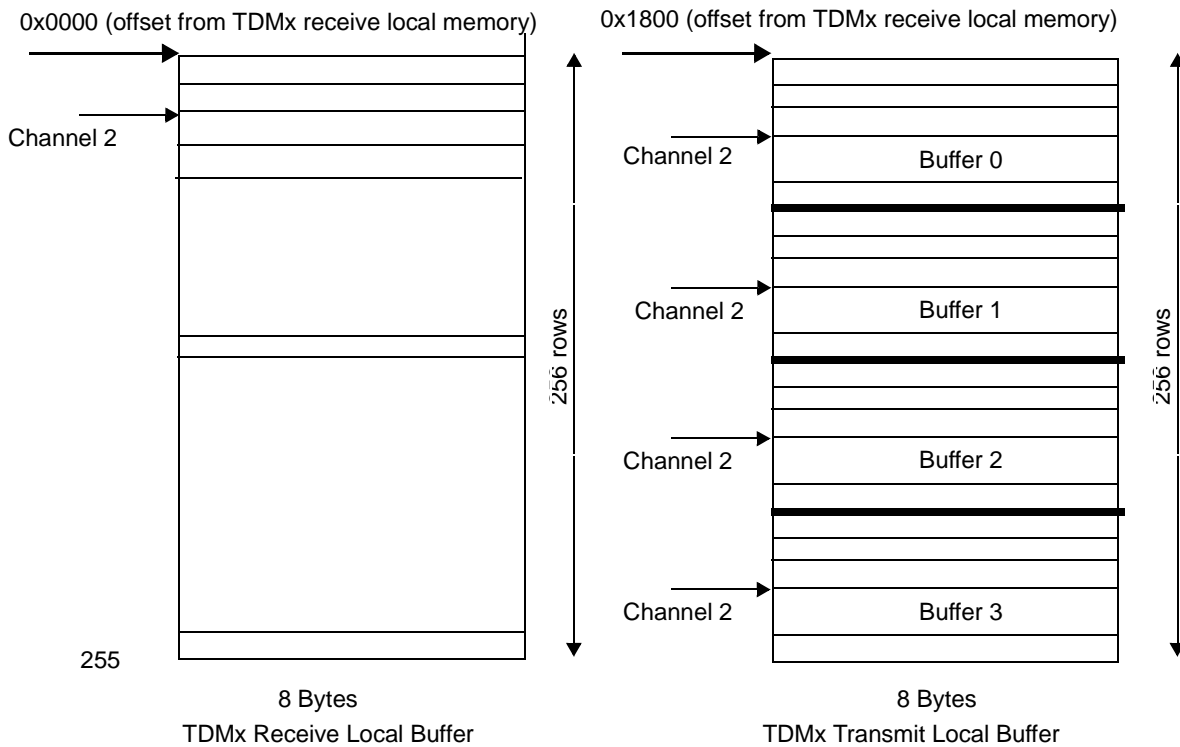 0x0000 (offset from TDMx receive local memory)
0x1800 (offset from TDMx receive local memory)
Channel 2
255
256 rows
8 Bytes
TDMx Receive Local Buffer
Channel 2
Buffer 0
Channel 2
Buffer 1
Channel 2
Buffer 2
Channel 2
Buffer 3
256 rows
8 Bytes
TDMx Transmit Local Buffer